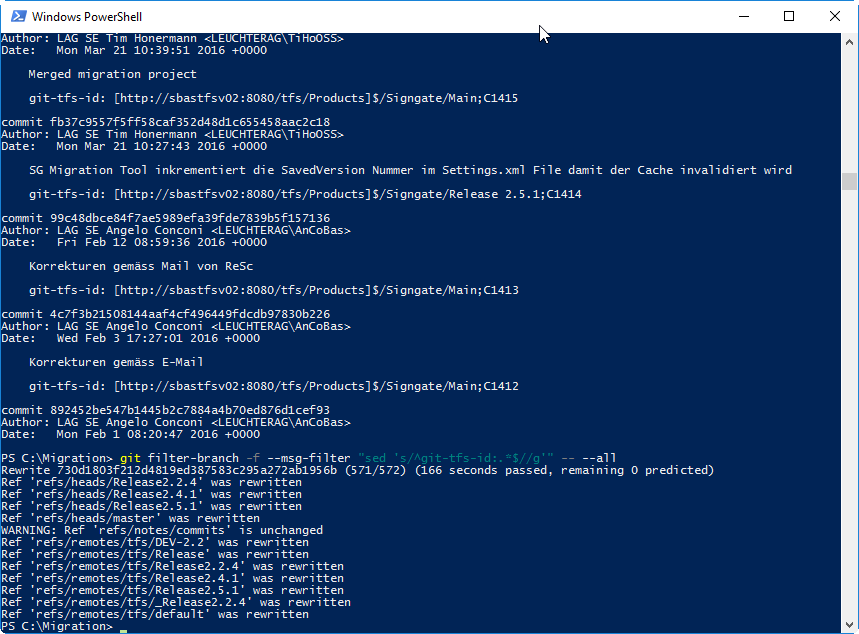 Windows PowerShell
Author: LAG SE Tim Honermann <LEUCHTERAG\TiHoOSS>
Date:   Mon Mar 21 10:39:51 2016 +0000
Merged migration project
git-tfs-id: [http://sbastfsv02:8080/tfs/Products]$/Signgate/Main;C1415
commit fb37c9557f5ff58caf352d48d1c655458aac2c18
Author: LAG SE Tim Honermann <LEUCHTERAG\TiHoOSS>
Date:   Mon Mar 21 10:27:43 2016 +0000
SG Migration Tool inkrementiert die SavedVersion Nummer im Settings.xml File damit der Cache invalidiert wird
git-tfs-id: [http://sbastfsv02:8080/tfs/Products]$/Signgate/Release 2.5.1;C1414
commit 99c48dbce84f7ae5989efa39fde7839b5f157136
Author: LAG SE Angelo Conconi <LEUCHTERAG\AnCoBas>
Date:   Fri Feb 12 08:59:36 2016 +0000
Korrekturen gemäss Mail von ReSc
git-tfs-id: [http://sbastfsv02:8080/tfs/Products]$/Signgate/Main;C1413
commit 4c7f3b21508144aaf4cf496449fdcdb97830b226
Author: LAG SE Angelo Conconi <LEUCHTERAG\AnCoBas>
Date:   Wed Feb 3 17:27:01 2016 +0000
Korrekturen gemäss E-Mail
git-tfs-id: [http://sbastfsv02:8080/tfs/Products]$/Signgate/Main;C1412
commit 892452be547b1445b2c7884a4b70ed876d1cef93
Author: LAG SE Angelo Conconi <LEUCHTERAG\AnCoBas>
Date:   Mon Feb 1 08:20:47 2016 +0000
PS C:\Migration> git filter-branch -f --msg-filter "sed 's/^git-tfs-id:.*$//g'" -- --all
Rewrite 730d1803f212d4819ed387583c295a272ab1956b (571/572) (166 seconds passed, remaining 0 predicted)
Ref 'refs/heads/Release2.2.4' was rewritten
Ref 'refs/heads/Release2.4.1' was rewritten
Ref 'refs/heads/Release2.5.1' was rewritten
Ref 'refs/heads/master' was rewritten
WARNING: Ref 'refs/notes/commits' is unchanged
Ref 'refs/remotes/tfs/DEV-2.2' was rewritten
Ref 'refs/remotes/tfs/Release' was rewritten
Ref 'refs/remotes/tfs/Release2.2.4' was rewritten
Ref 'refs/remotes/tfs/Release2.4.1' was rewritten
Ref 'refs/remotes/tfs/Release2.5.1' was rewritten
Ref 'refs/remotes/tfs/_Release2.2.4' was rewritten
Ref 'refs/remotes/tfs/default' was rewritten
PS C:\Migration>